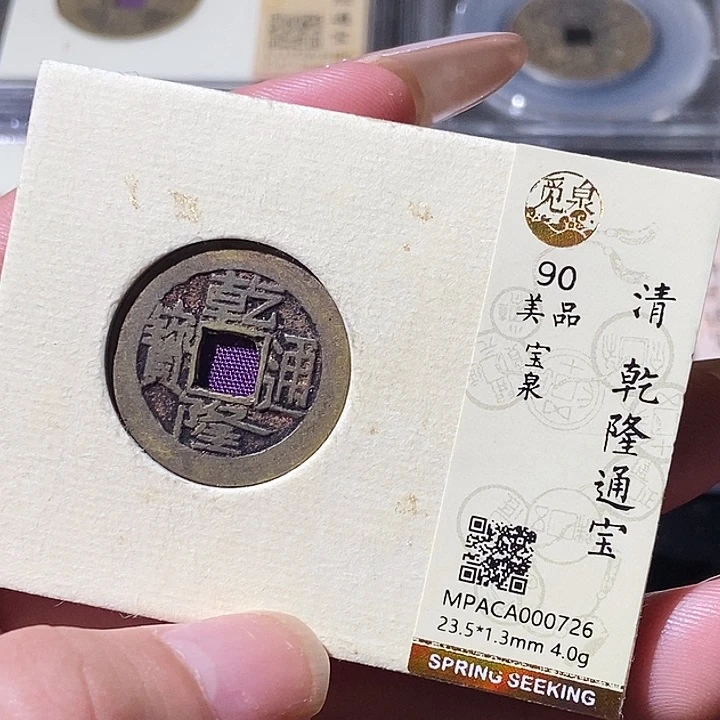 乾隆通寳
觅泉
90
美品
宝泉
清
乾隆通宝
MPACA000726
23.5*1.3mm 4.0g
SPRING SEEKING